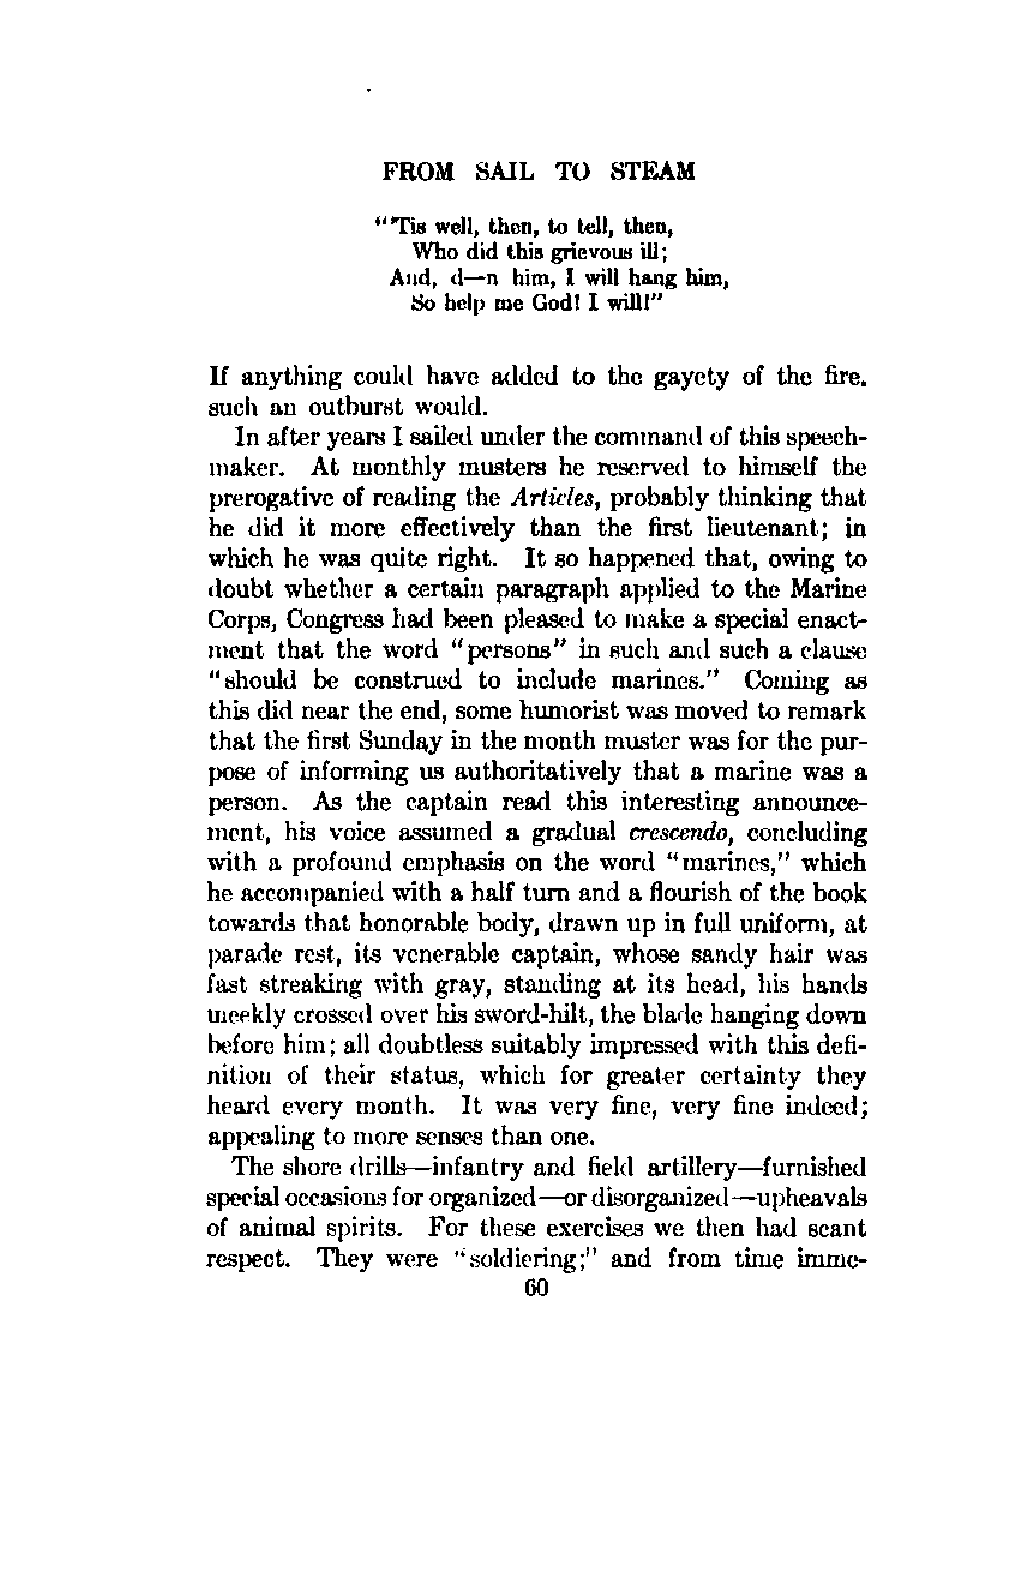 FROM SAIL TO STEAM
"'Tis well, then, to tell, then,
Who did this grievous ill;
And, d—n him, I will hang him,
So help me God! I will!"
If anything could have added to the gayety of the fire.
such an outburst would.
In after years I sailed under the command of this speech-
maker. At monthly musters he reserved to himself the
prerogative of reading the Articles, probably thinking that
he did it more effectively than the first lieutenant; in
which he was quite right. It so happened that, owing to
doubt whether a certain paragraph applied to the Marine
Corps, Congress had been pleased to make a special enact-
ment that the word "persons" in such and such a clause
"should be construed to include marines." Coming as
this did near the end, some humorist was moved to remark
that the first Sunday in the month muster was for the pur-
pose of informing us authoritatively that a marine was a
person. As the captain read this interesting announce-
ment, his voice assumed a gradual crescendo, concluding
with a profound emphasis on the word "marines," which
he accompanied with a half turn and a flourish of the book
towards that honorable body, drawn up in full uniform, at
parade rest, its venerable captain, whose sandy hair was
fast streaking with gray, standing at its head, his hands
meekly crossed over his sword-hilt, the blade hanging down
before him; all doubtless suitably impressed with this defi-
nition of their status, which for greater certainty they
heard every month. It was very fine, very fine indeed;
appealing to more senses than one.
The shore drills—infantry and field artillery—furnished
special occasions for organized—or disorganized—upheavals
of animal spirits. For these exercises we then had scant
respect. They were "soldiering;" and from time imme-
60